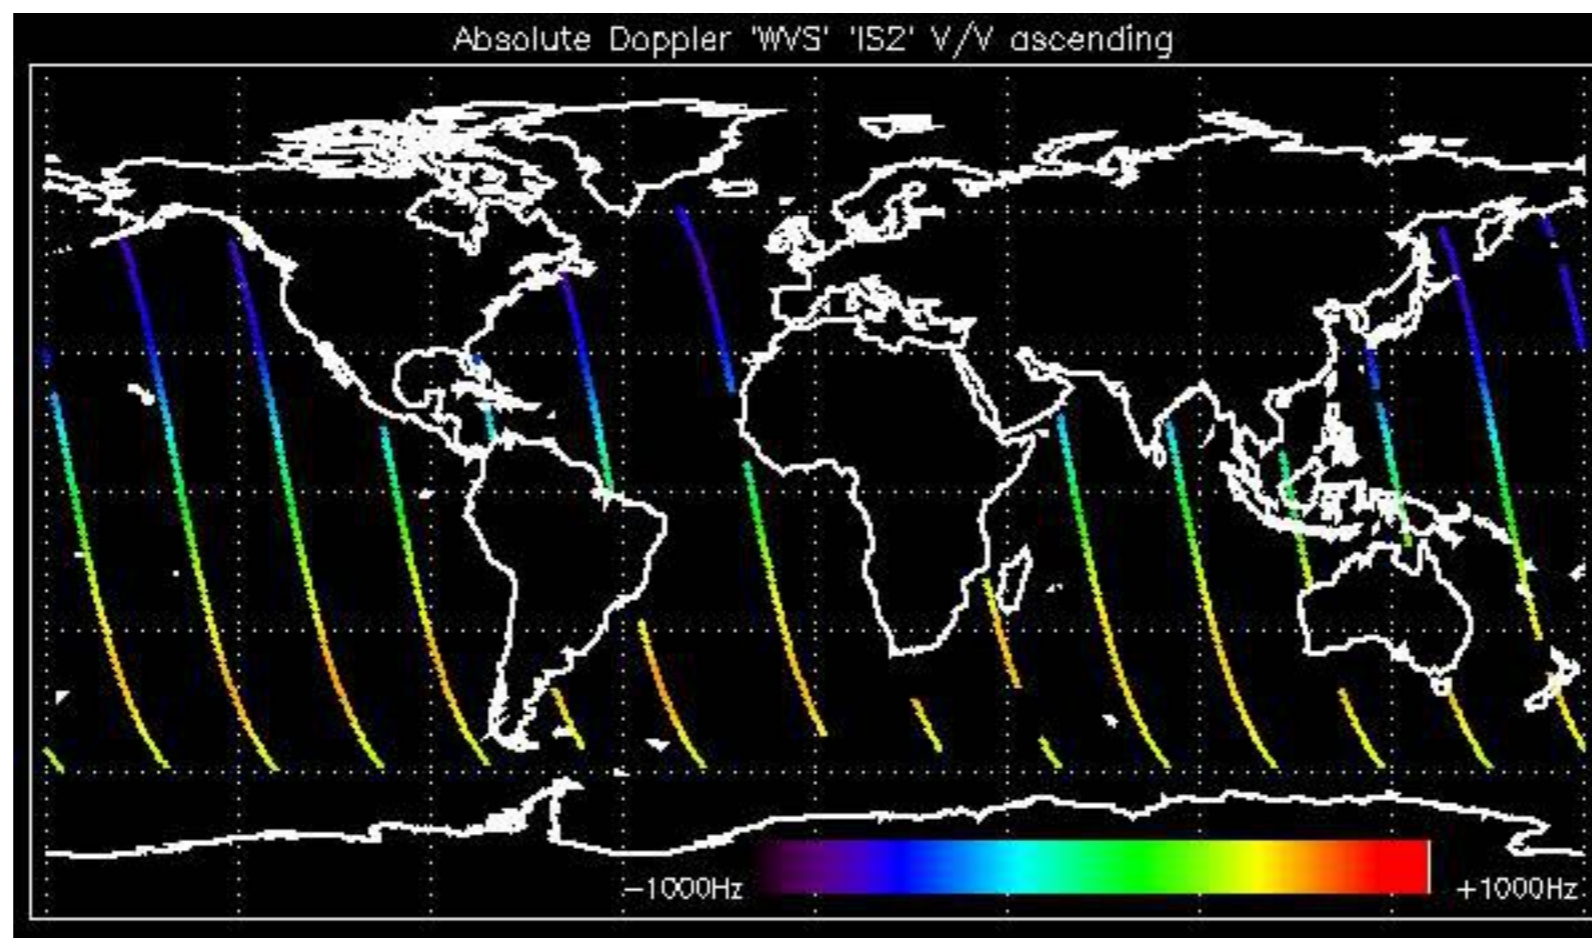 Absolute Doppler 'WVS' 'IS2' V/V ascending
-1000Hz +1000Hz